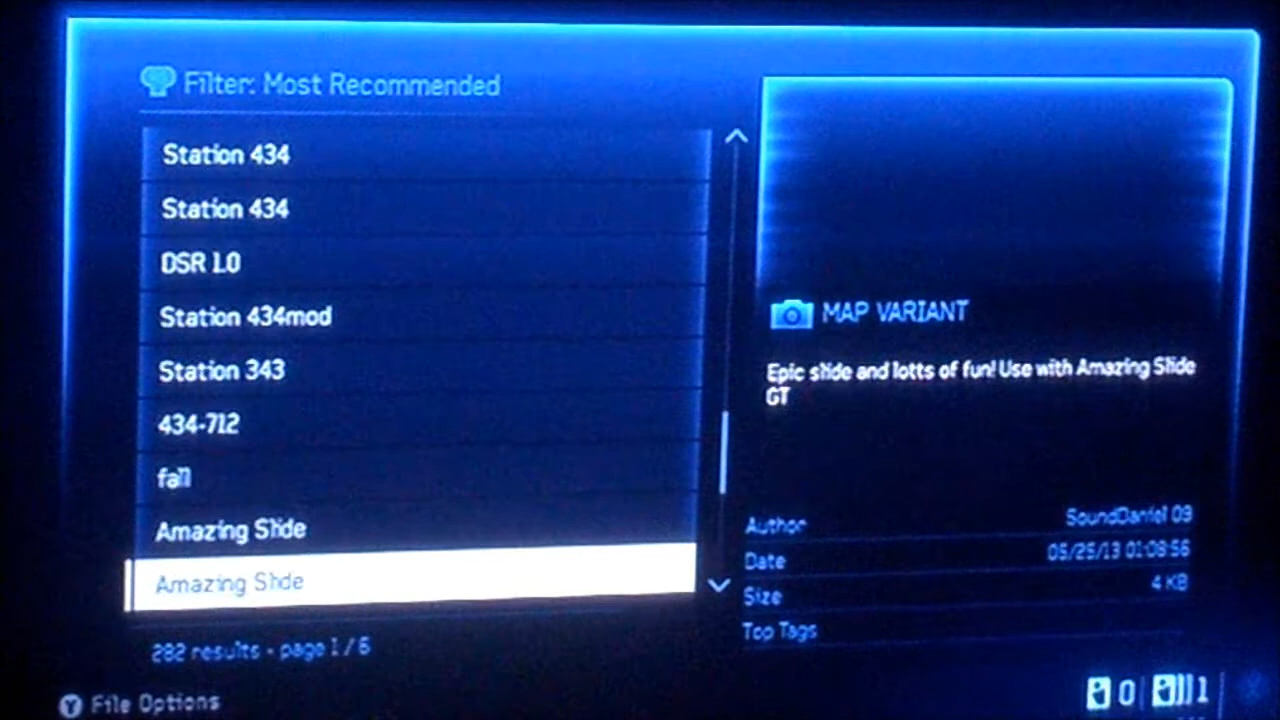 Filter: Most Recommended
Station 434
Station 434
DSR 1.0
Station 434mod
Station 343
434-712
fall
Amazing Slide
Amazing Slide
282 results - page 1 / 6
Y File Options
MAP VARIANT
Epic slide and lotts of fun! Use with Amazing Slide
GT
Author SoundDaniel 09
Date 05/25/13 01:08:56
Size 4 KB
Top Tags
0 1